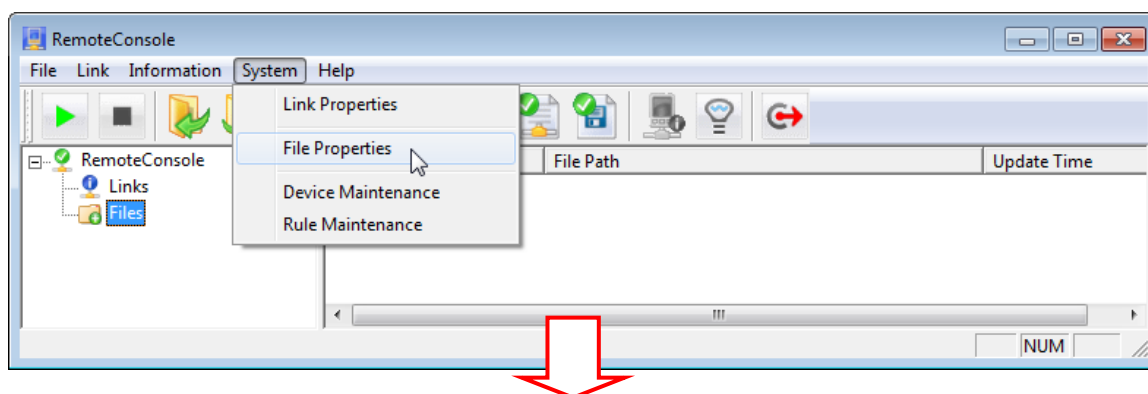 RemoteConsole
File Link Information System Help
Link Properties
File Properties
Device Maintenance
Rule Maintenance
RemoteConsole
Links
Files
File Path Update Time
NUM